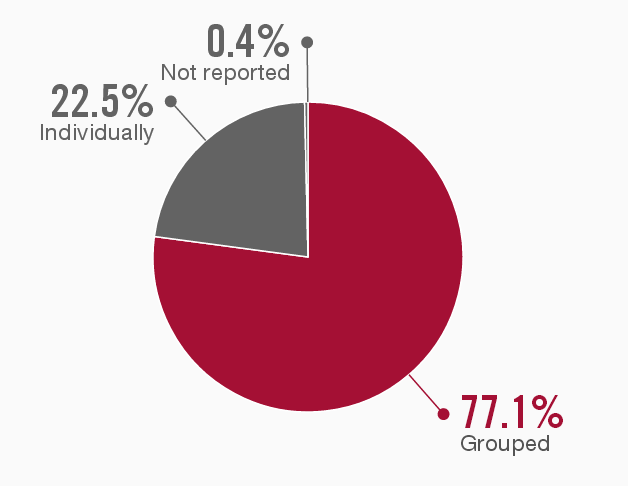 0.4%
Not reported
22.5%
Individually
77.1%
Grouped